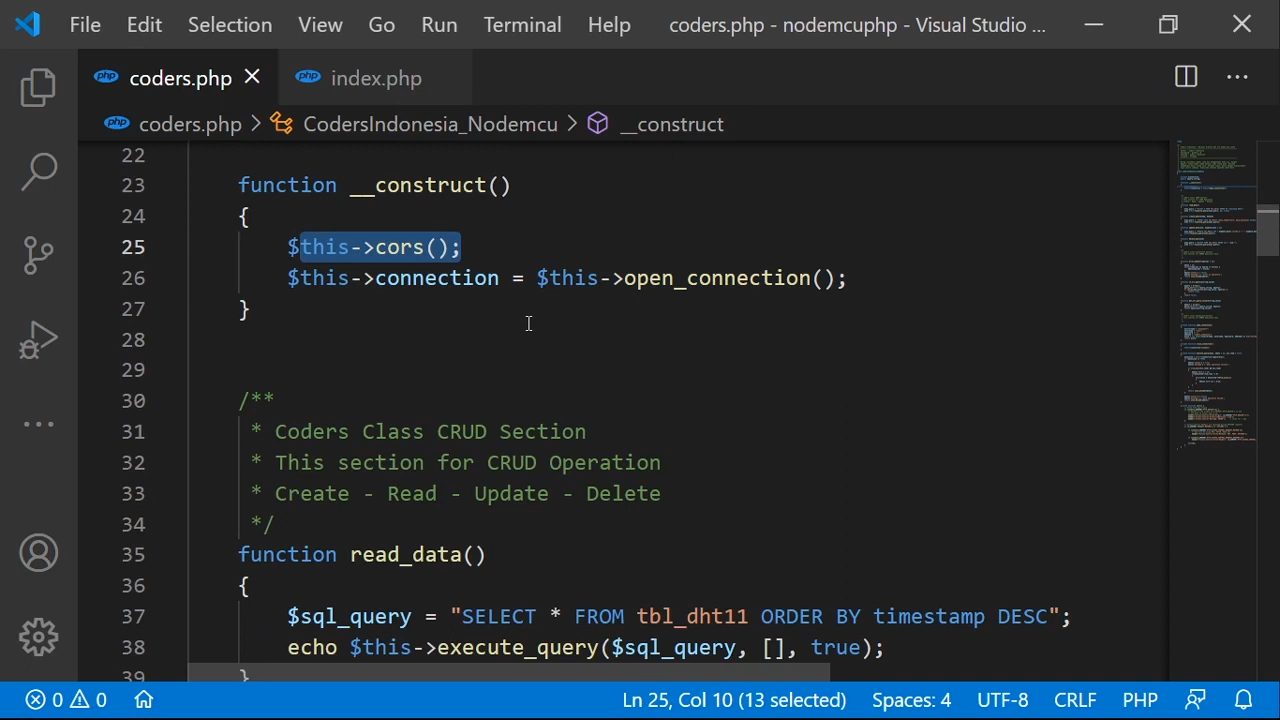 File Edit Selection View Go Run Terminal Help coders.php - nodemcuphp - Visual Studio ...
php coders.php php index.php
php coders.php > CodersIndonesia_Nodemcu > __construct
22
23 function __construct()
24 {
25 $this->cors();
26 $this->connection = $this->open_connection();
27 }
28
29
30 /**
31 * Coders Class CRUD Section
32 * This section for CRUD Operation
33 * Create - Read - Update - Delete
34 */
35 function read_data()
36 {
37 $sql_query = "SELECT * FROM tbl_dht11 ORDER BY timestamp DESC";
38 echo $this->execute_query($sql_query, [], true);
39 }
0 0 Ln 25, Col 10 (13 selected) Spaces: 4 UTF-8 CRLF PHP